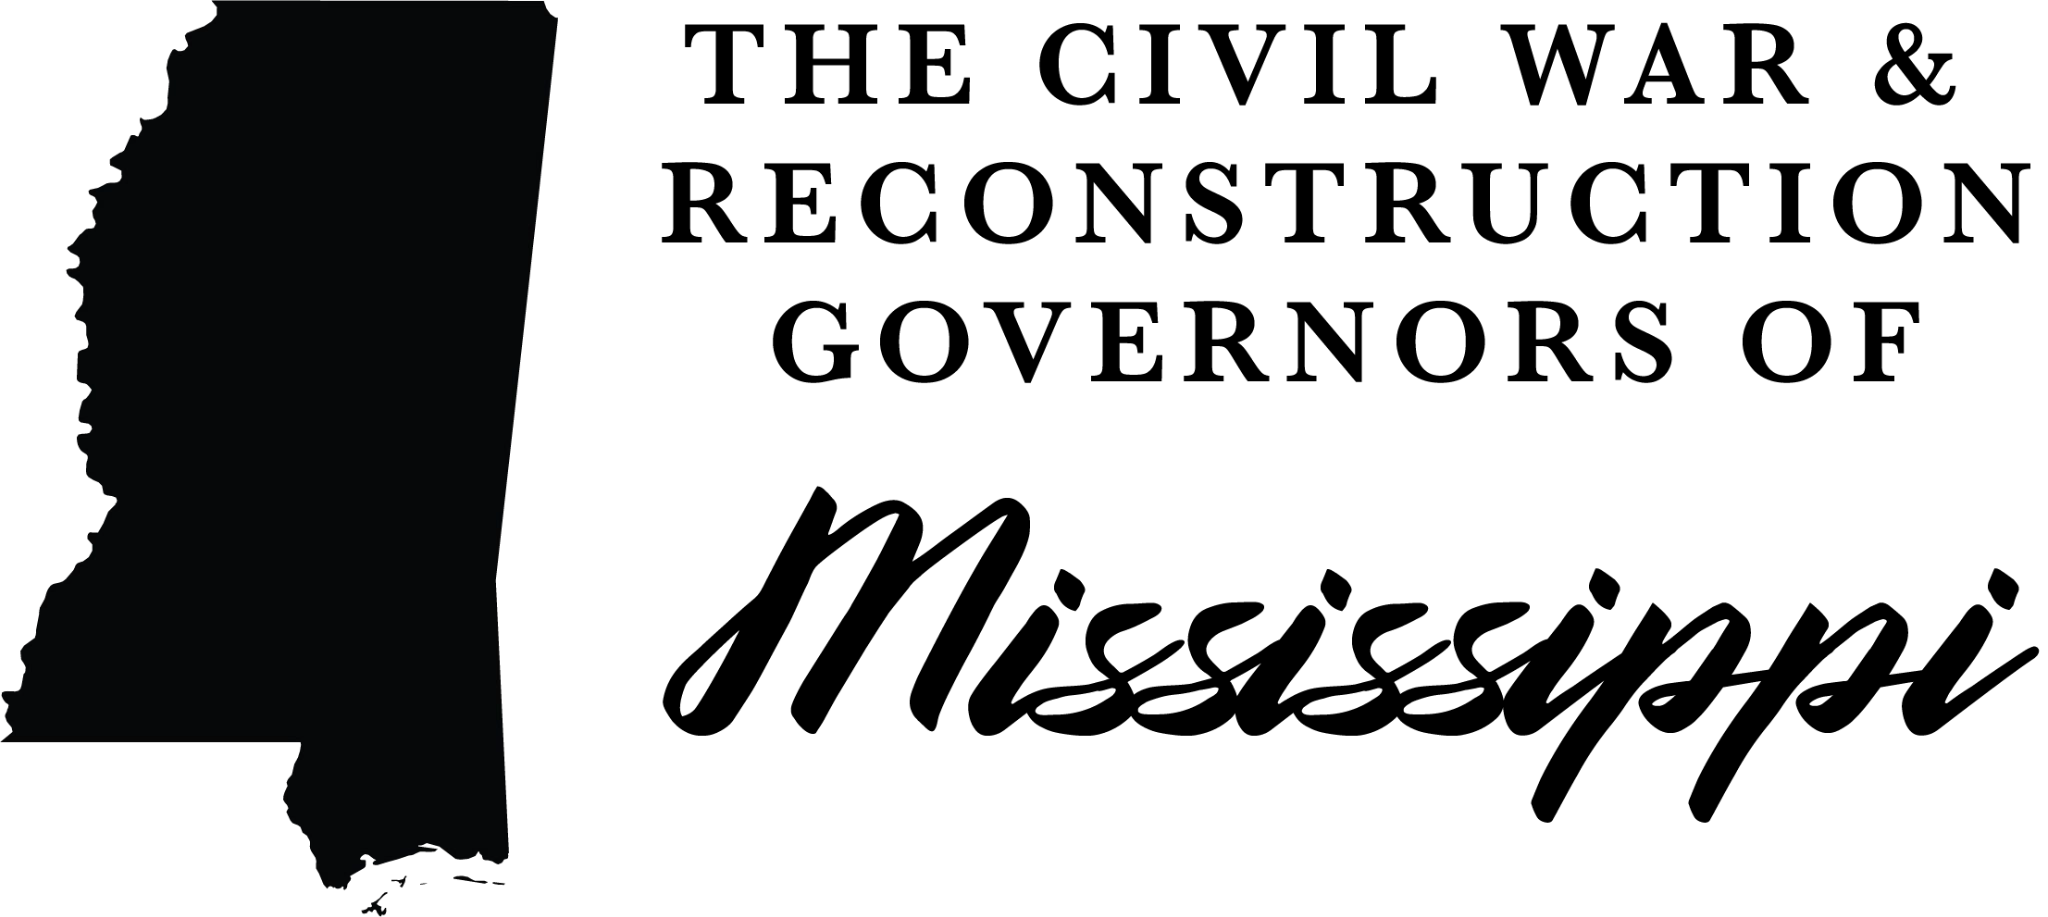 THE CIVIL WAR &
RECONSTRUCTION
GOVERNORS OF
Mississippi